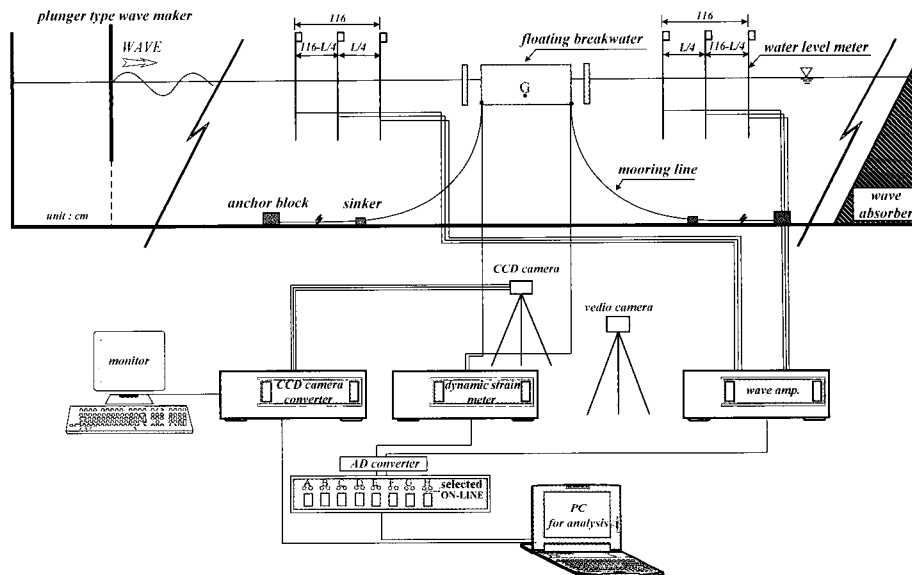 plunger type wave maker
WAVE
116
116-L/4
L/4
floating breakwater
G
116
L/4
116-L/4
water level meter
mooring line
anchor block
sinker
unit : cm
wave
absorber
CCD camera
vedio camera
monitor
CCD camera
converter
dynamic strain
meter
wave amp.
AD converter
A B C D E F G H
selected
ON-LINE
PC
for analysis